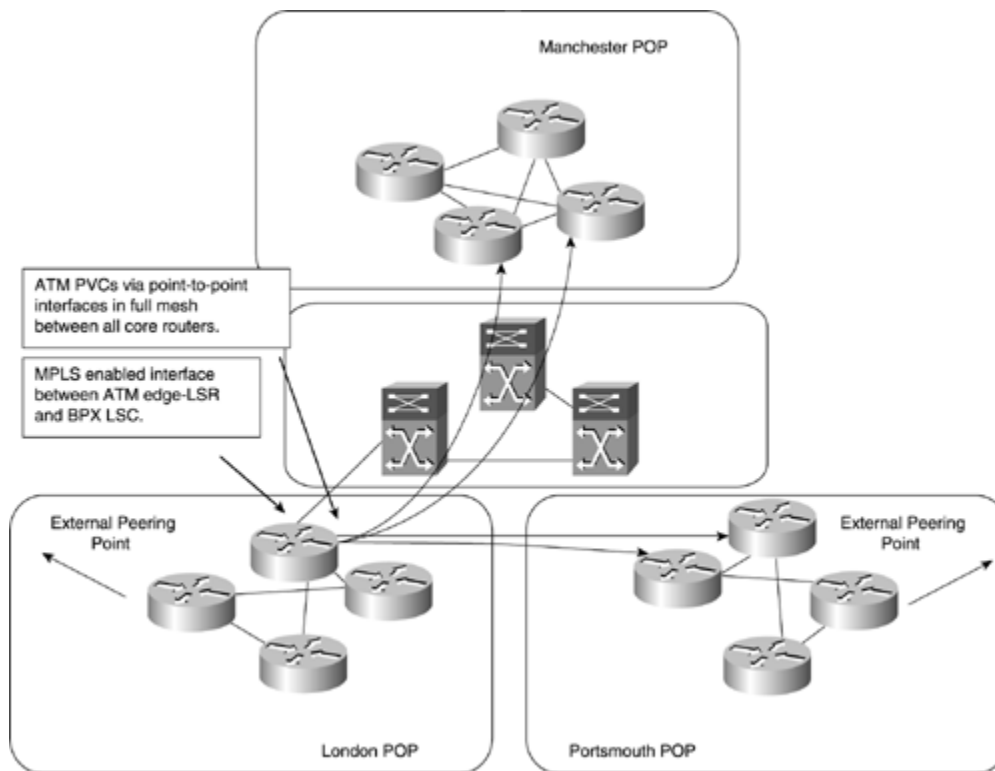 Manchester POP
ATM PVCs via point-to-point
interfaces in full mesh
between all core routers.
MPLS enabled interface
between ATM edge-LSR
and BPX LSC.
External Peering
Point
External Peering
Point
London POP
Portsmouth POP